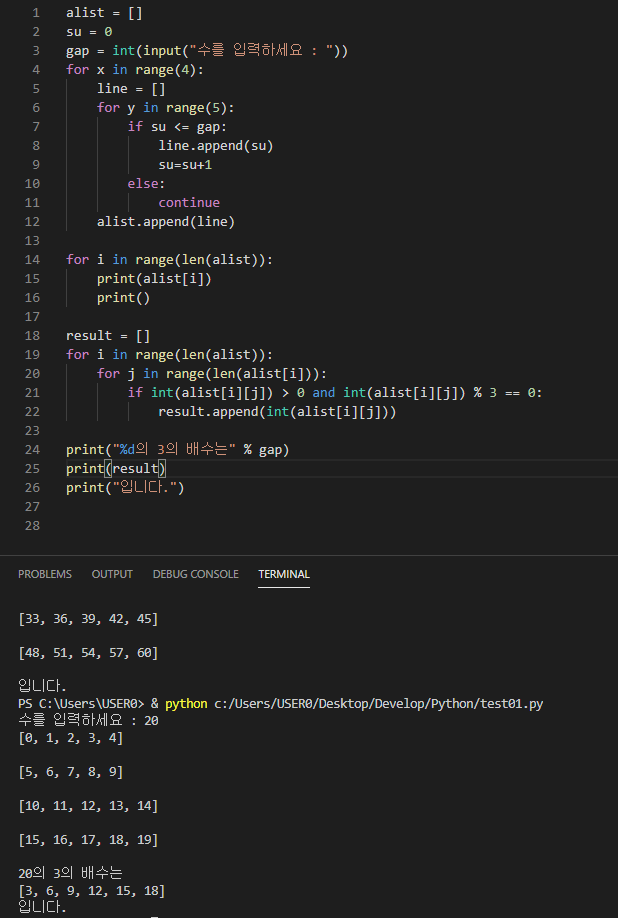 1 alist = []
2 su = 0
3 gap = int(input("수를 입력하세요 : "))
4 for x in range(4):
5     line = []
6     for y in range(5):
7         if su <= gap:
8             line.append(su)
9             su=su+1
10         else:
11             continue
12     alist.append(line)
13
14 for i in range(len(alist)):
15     print(alist[i])
16     print()
17
18 result = []
19 for i in range(len(alist)):
20     for j in range(len(alist[i])):
21         if int(alist[i][j]) > 0 and int(alist[i][j]) % 3 == 0:
22             result.append(int(alist[i][j]))
23
24 print("%d의 3의 배수는" % gap)
25 print(result)
26 print("입니다.")
27
28
PROBLEMS OUTPUT DEBUG CONSOLE TERMINAL
[33, 36, 39, 42, 45]
[48, 51, 54, 57, 60]
입니다.
PS C:\Users\USER0> & python c:/Users/USER0/Desktop/Develop/Python/test01.py
수를 입력하세요 : 20
[0, 1, 2, 3, 4]
[5, 6, 7, 8, 9]
[10, 11, 12, 13, 14]
[15, 16, 17, 18, 19]
20의 3의 배수는
[3, 6, 9, 12, 15, 18]
입니다.